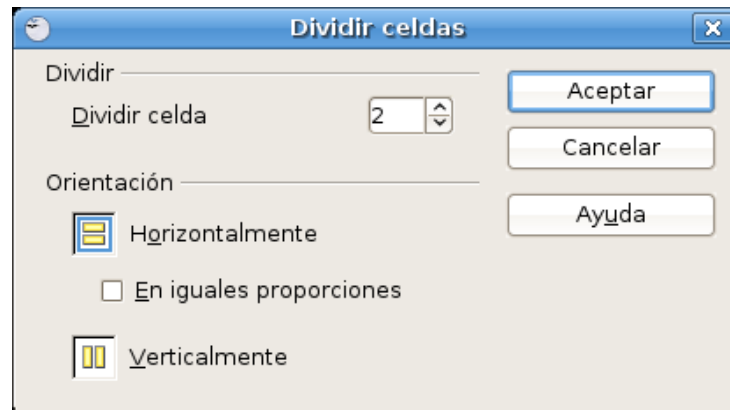 Dividir celdas
Dividir
Dividir celda 2
Orientación
Horizontalmente
En iguales proporciones
Verticalmente
Aceptar
Cancelar
Ayuda